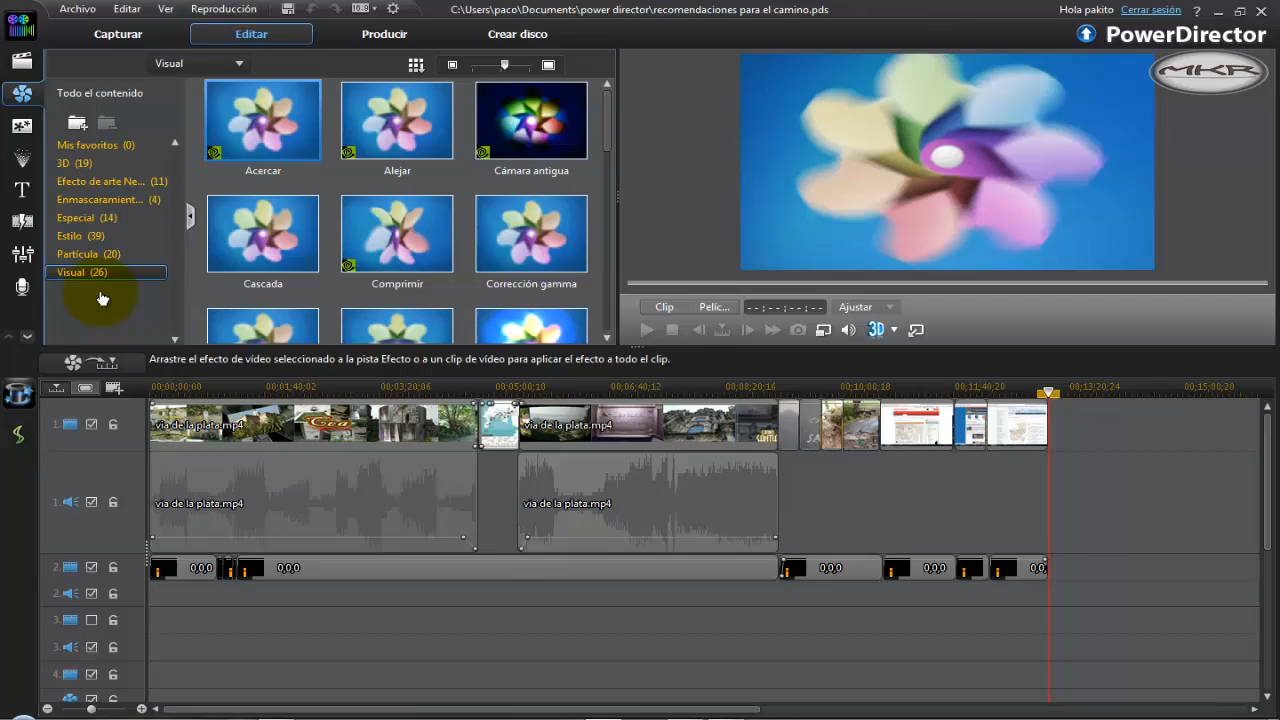 Archivo Editar Ver Reproducción 16:9 C:\Users\paco\Documents\power director\recomendaciones para el camino.pds Hola pakito Cerrar sesión ?
Capturar Editar Producir Crear disco PowerDirector
Visual
MKR
Todo el contenido
Mis favoritos (0)
3D (19)
Efecto de arte Ne... (11)
Enmascaramient... (4)
Especial (14)
Estilo (39)
Partícula (20)
Visual (26)
Acercar Alejar Cámara antigua
Cascada Comprimir Corrección gamma
Clip Pelíc... --:--:--:-- Ajustar
3D
Arrastre el efecto de vídeo seleccionado a la pista Efecto o a un clip de vídeo para aplicar el efecto a todo el clip.
00;00;00;00 00;01;40;02 00;03;20;06 00;05;00;10 00;06;40;12 00;08;20;16 00;10;00;18 00;11;40;20 00;13;20;24 00;15;00;28
1. via de la plata.mp4 via de la plata.mp4
1. via de la plata.mp4 via de la plata.mp4
2. 0,0,0 0,0,0 0,0,0 0,0,0 0,0,
2.
3.
3.
4.